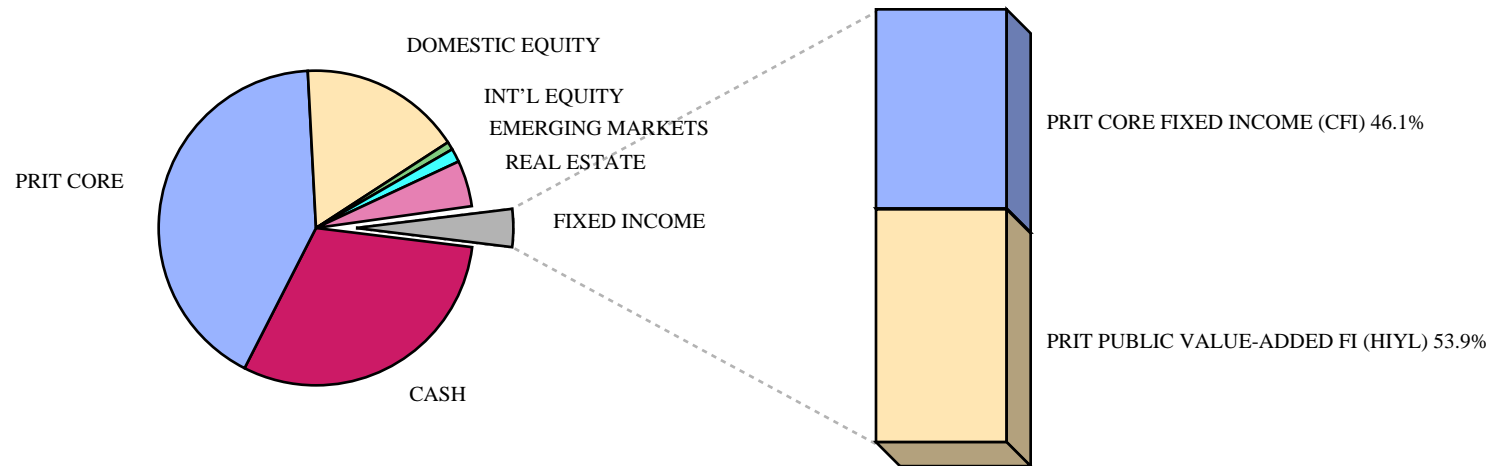 DOMESTIC EQUITY
INT'L EQUITY
EMERGING MARKETS
REAL ESTATE
PRIT CORE
FIXED INCOME
CASH
PRIT CORE FIXED INCOME (CFI) 46.1%
PRIT PUBLIC VALUE-ADDED FI (HIYL) 53.9%